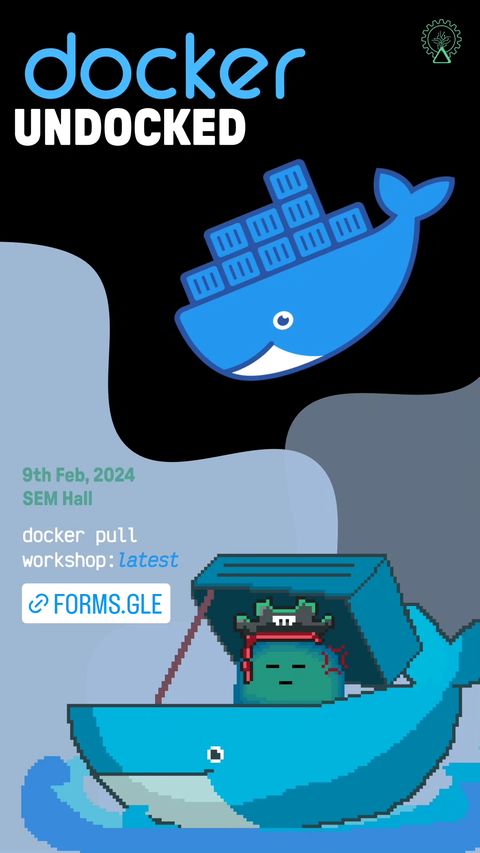 docker
UNDOCKED
9th Feb, 2024
SEM Hall
docker pull
workshop:latest
FORMS.GLE